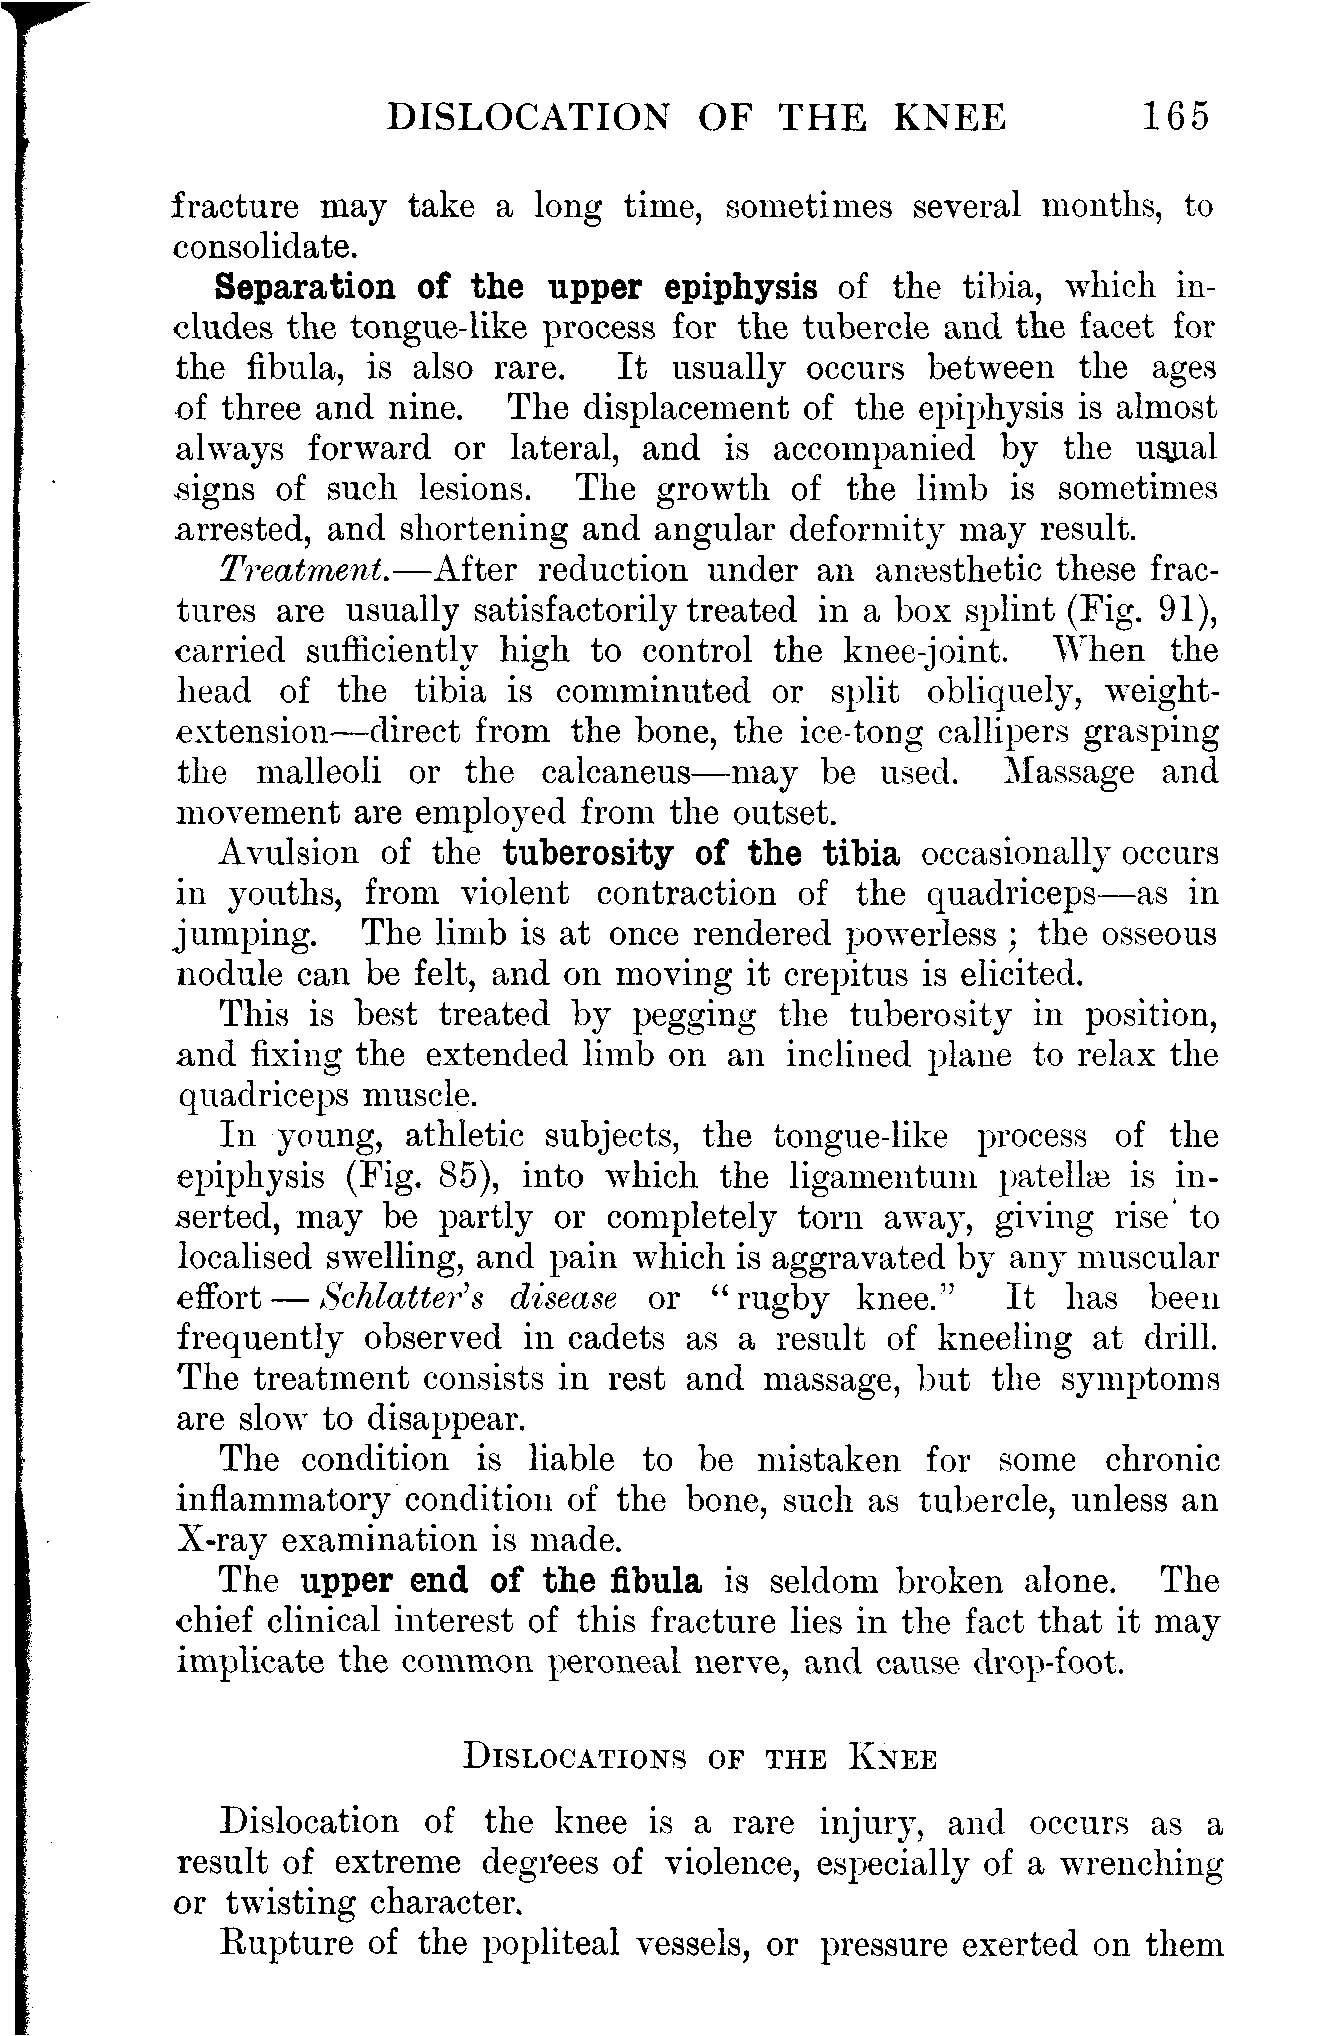 DISLOCATION OF THE KNEE 165
fracture may take a long time, sometimes several months, to
consolidate.
Separation of the upper epiphysis of the tibia, which in-
cludes the tongue-like process for the tubercle and the facet for
the fibula, is also rare. It usually occurs between the ages
of three and nine. The displacement of the epiphysis is almost
always forward or lateral, and is accompanied by the usual
signs of such lesions. The growth of the limb is sometimes
arrested, and shortening and angular deformity may result.
Treatment.—After reduction under an anæsthetic these frac-
tures are usually satisfactorily treated in a box splint (Fig. 91),
carried sufficiently high to control the knee-joint. When the
head of the tibia is comminuted or split obliquely, weight-
extension—direct from the bone, the ice-tong callipers grasping
the malleoli or the calcaneus—may be used. Massage and
movement are employed from the outset.
Avulsion of the tuberosity of the tibia occasionally occurs
in youths, from violent contraction of the quadriceps—as in
jumping. The limb is at once rendered powerless ; the osseous
nodule can be felt, and on moving it crepitus is elicited.
This is best treated by pegging the tuberosity in position,
and fixing the extended limb on an inclined plane to relax the
quadriceps muscle.
In young, athletic subjects, the tongue-like process of the
epiphysis (Fig. 85), into which the ligamentum patellæ is in-
serted, may be partly or completely torn away, giving rise to
localised swelling, and pain which is aggravated by any muscular
effort — Schlatter's disease or "rugby knee." It has been
frequently observed in cadets as a result of kneeling at drill.
The treatment consists in rest and massage, but the symptoms
are slow to disappear.
The condition is liable to be mistaken for some chronic
inflammatory condition of the bone, such as tubercle, unless an
X-ray examination is made.
The upper end of the fibula is seldom broken alone. The
chief clinical interest of this fracture lies in the fact that it may
implicate the common peroneal nerve, and cause drop-foot.
DISLOCATIONS OF THE KNEE
Dislocation of the knee is a rare injury, and occurs as a
result of extreme degrees of violence, especially of a wrenching
or twisting character.
Rupture of the popliteal vessels, or pressure exerted on them